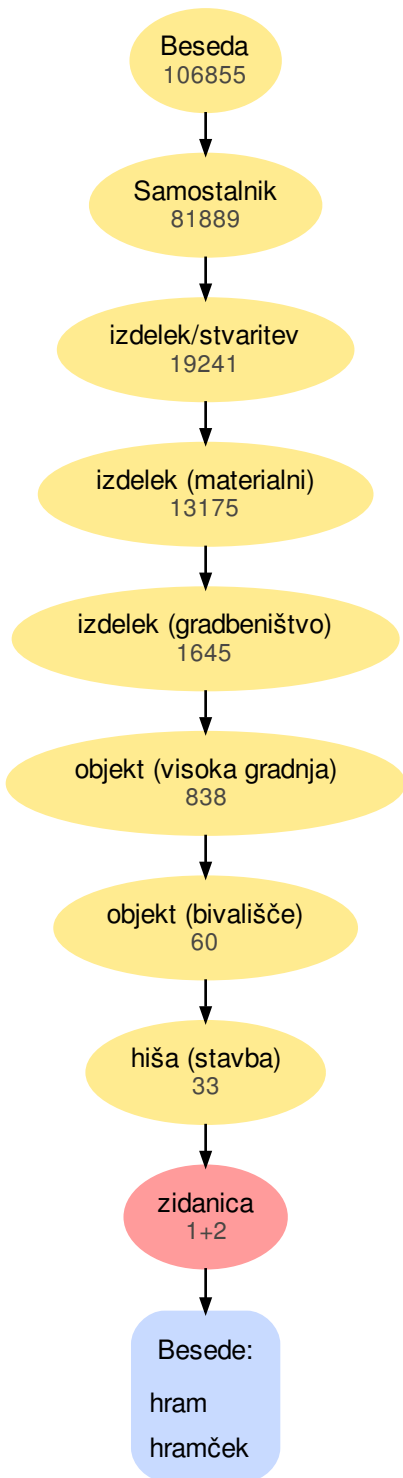 Beseda
106855
Samostalnik
81889
izdelek/stvaritev
19241
izdelek (materialni)
13175
izdelek (gradbeništvo)
1645
objekt (visoka gradnja)
838
objekt (bivališče)
60
hiša (stavba)
33
zidanica
1+2
Besede:
hram
hramček